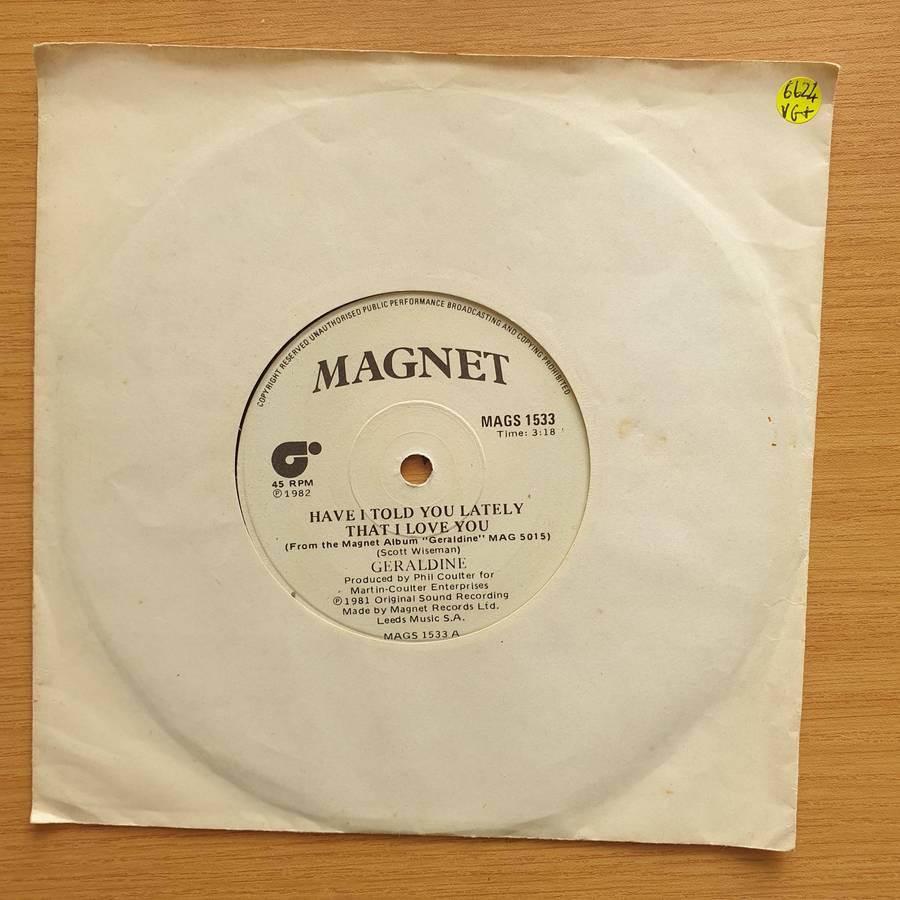 6624
VG+
COPYRIGHT RESERVED. UNAUTHORISED PUBLIC PERFORMANCE BROADCASTING AND COPYING PROHIBITED
MAGNET
MAGS 1533
Time: 3:18
45 RPM
℗ 1982
HAVE I TOLD YOU LATELY
THAT I LOVE YOU
(From the Magnet Album "Geraldine" MAG 5015)
(Scott Wiseman)
GERALDINE
Produced by Phil Coulter for
Martin-Coulter Enterprises
℗ 1981 Original Sound Recording
Made by Magnet Records Ltd.
Leeds Music S.A.
MAGS 1533 A